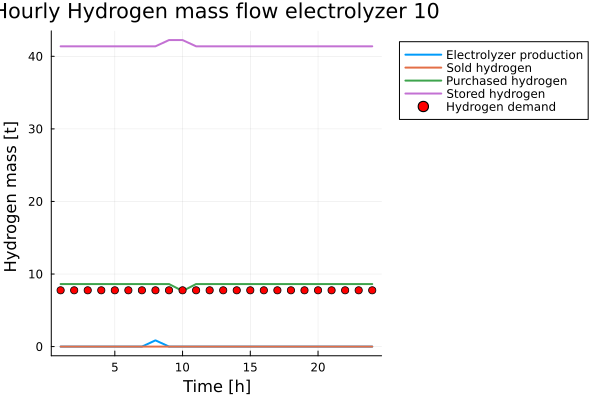 Hourly Hydrogen mass flow electrolyzer 10
Electrolyzer production
Sold hydrogen
Purchased hydrogen
Stored hydrogen
Hydrogen demand
Hydrogen mass [t]
40
30
20
10
0
5
10
15
20
Time [h]